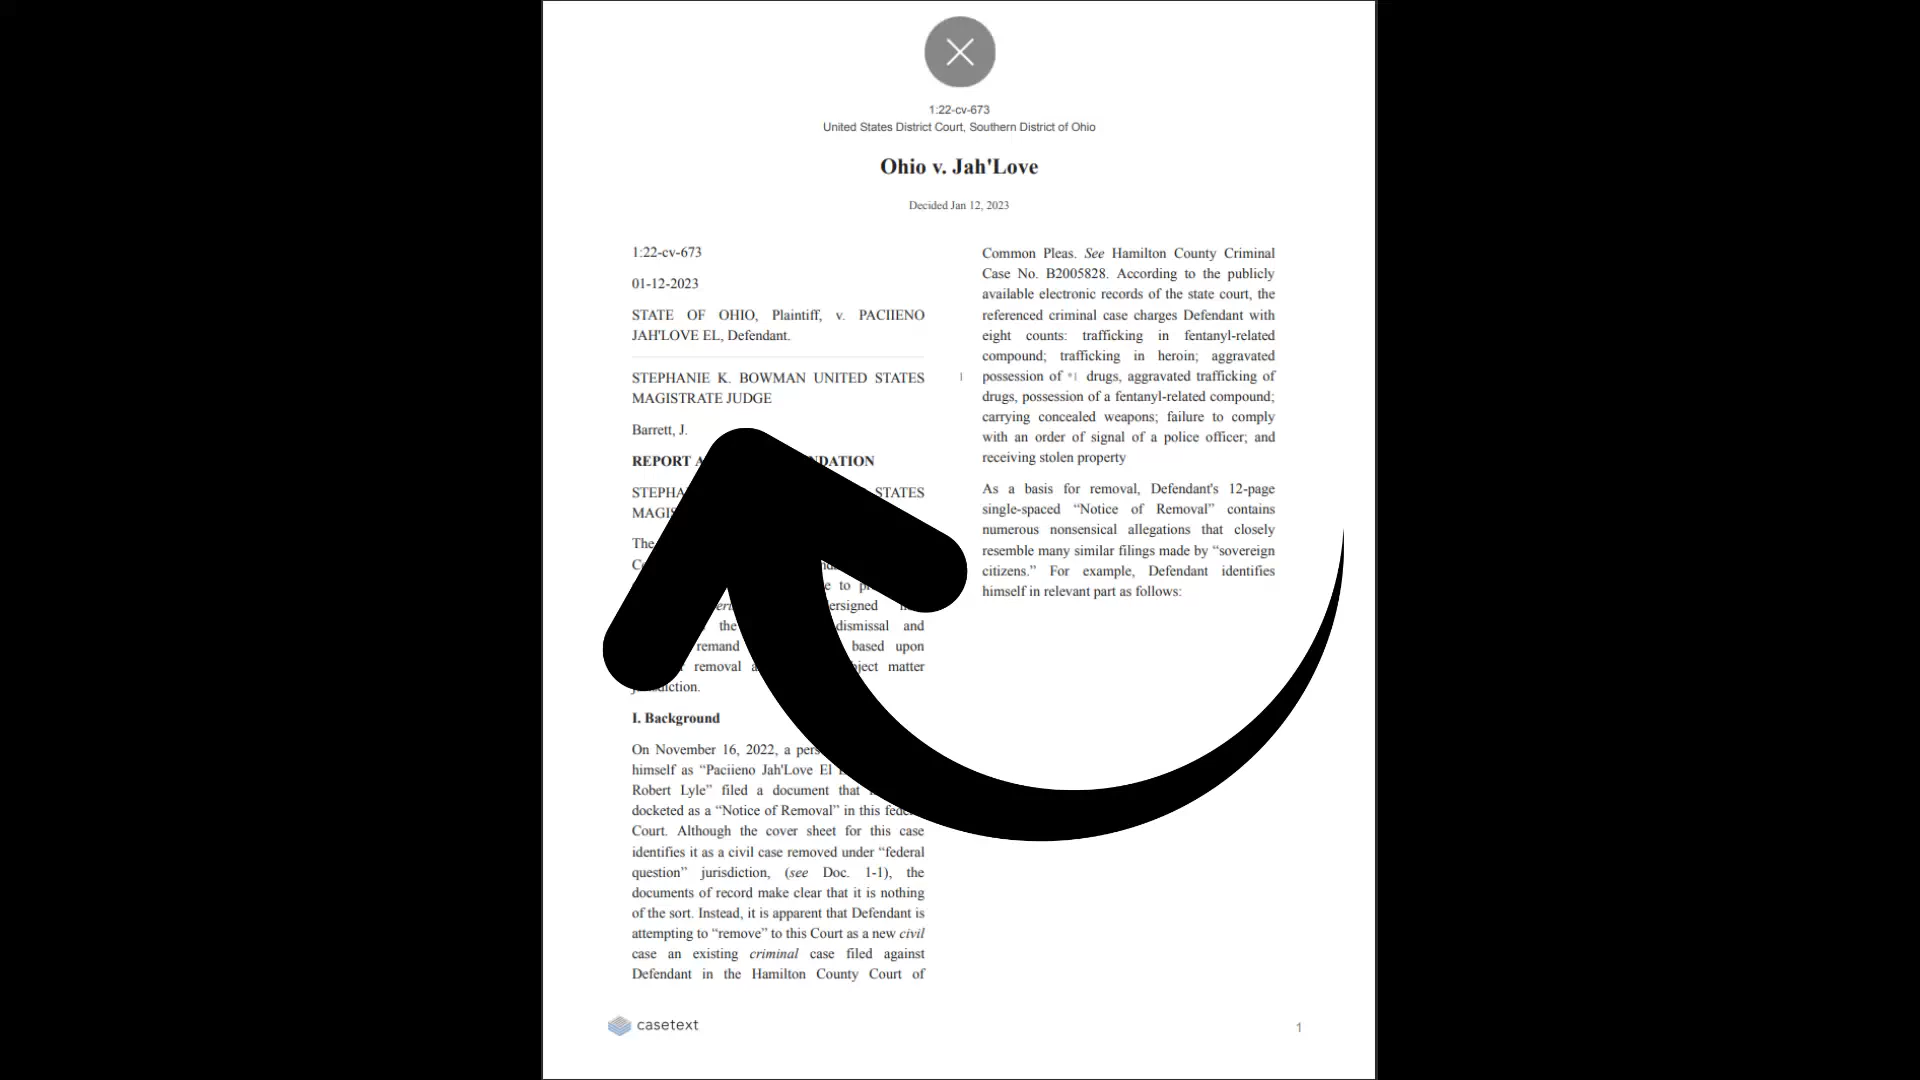 1:22-cv-673
United States District Court, Southern District of Ohio
Ohio v. Jah'Love
Decided Jan 12, 2023
1:22-cv-673
01-12-2023
STATE OF OHIO, Plaintiff, v. PACIIENO
JAH'LOVE EL, Defendant.
STEPHANIE K. BOWMAN UNITED STATES
MAGISTRATE JUDGE
Barrett, J.
REPORT
STATES
The
e to
the dismissal and
remand based upon
removal matter
I. Background
On November 16, 2022, a
himself as “Paciieno Jah'Love El
Robert Lyle” filed a document that
docketed as a “Notice of Removal” in this
Court. Although the cover sheet for this case
identifies it as a civil case removed under “federal
question” jurisdiction, (see Doc. 1-1), the
documents of record make clear that it is nothing
of the sort. Instead, it is apparent that Defendant is
attempting to “remove” to this Court as a new civil
case an existing criminal case filed against
Defendant in the Hamilton County Court of
1
Common Pleas. See Hamilton County Criminal
Case No. B2005828. According to the publicly
available electronic records of the state court, the
referenced criminal case charges Defendant with
eight counts: trafficking in fentanyl-related
compound; trafficking in heroin; aggravated
possession of *1 drugs, aggravated trafficking of
drugs, possession of a fentanyl-related compound;
carrying concealed weapons; failure to comply
with an order of signal of a police officer; and
receiving stolen property
As a basis for removal, Defendant's 12-page
single-spaced “Notice of Removal” contains
numerous nonsensical allegations that closely
resemble many similar filings made by “sovereign
citizens.” For example, Defendant identifies
himself in relevant part as follows:
casetext
1